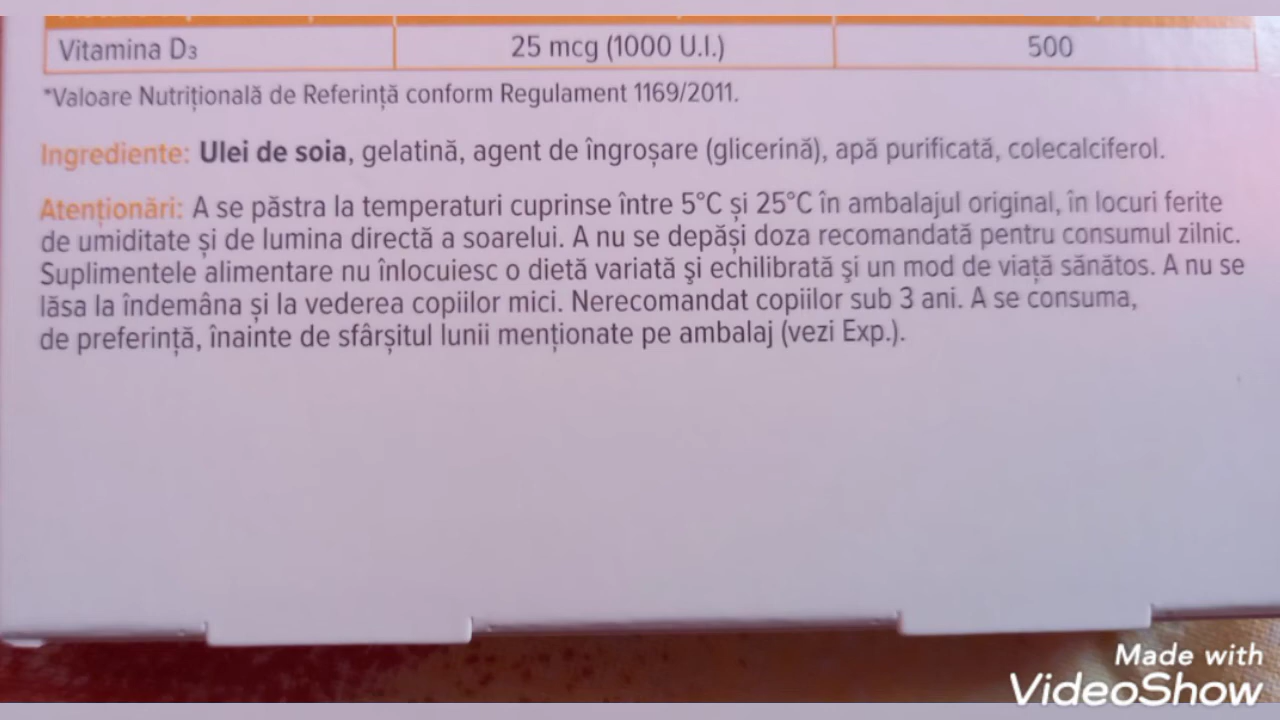 Vitamina D3 25 mcg (1000 U.I.) 500
*Valoare Nutrițională de Referință conform Regulament 1169/2011.
Ingrediente: Ulei de soia, gelatină, agent de îngroșare (glicerină), apă purificată, colecalciferol.
Atenționări: A se păstra la temperaturi cuprinse între 5°C și 25°C în ambalajul original, în locuri ferite
de umiditate și de lumina directă a soarelui. A nu se depăși doza recomandată pentru consumul zilnic.
Suplimentele alimentare nu înlocuiesc o dietă variată şi echilibrată şi un mod de viață sănătos. A nu se
lăsa la îndemâna și la vederea copiilor mici. Nerecomandat copiilor sub 3 ani. A se consuma,
de preferință, înainte de sfârșitul lunii menționate pe ambalaj (vezi Exp.).
Made with
VideoShow